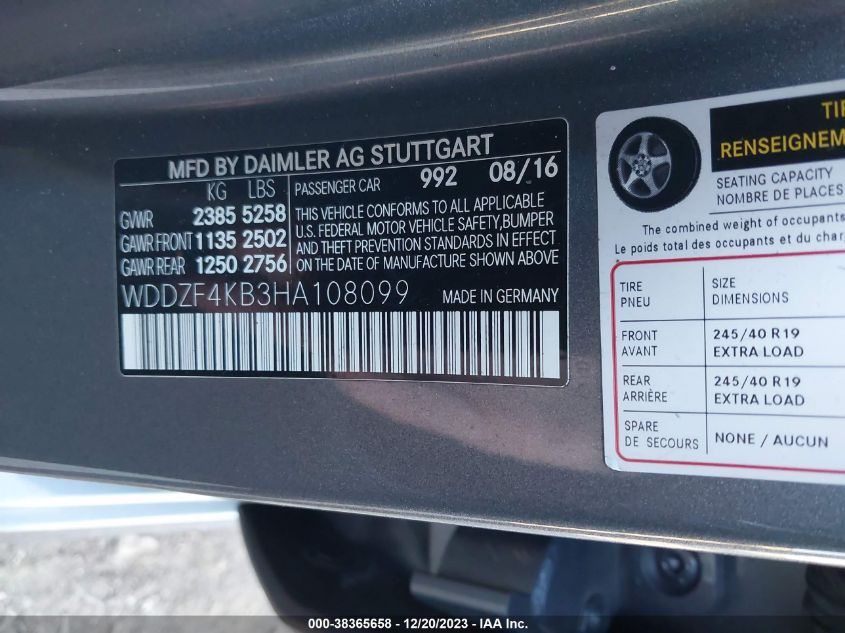 MFD BY DAIMLER AG STUTTGART
KG LBS
GVWR 2385 5258
GAWR FRONT 1135 2502
GAWR REAR 1250 2756
PASSENGER CAR 992 08/16
THIS VEHICLE CONFORMS TO ALL APPLICABLE
U.S. FEDERAL MOTOR VEHICLE SAFETY,BUMPER
AND THEFT PREVENTION STANDARDS IN EFFECT
ON THE DATE OF MANUFACTURE SHOWN ABOVE
WDDZF4KB3HA108099 MADE IN GERMANY
TIR
RENSEIGNEM
SEATING CAPACITY
NOMBRE DE PLACES
The combined weight of occupants
Le poids total des occupants et du char
TIRE SIZE
PNEU DIMENSIONS
FRONT 245/40 R19
AVANT EXTRA LOAD
REAR 245/40 R19
ARRIÈRE EXTRA LOAD
SPARE
DE SECOURS NONE / AUCUN
000-38365658 - 12/20/2023 - IAA Inc.